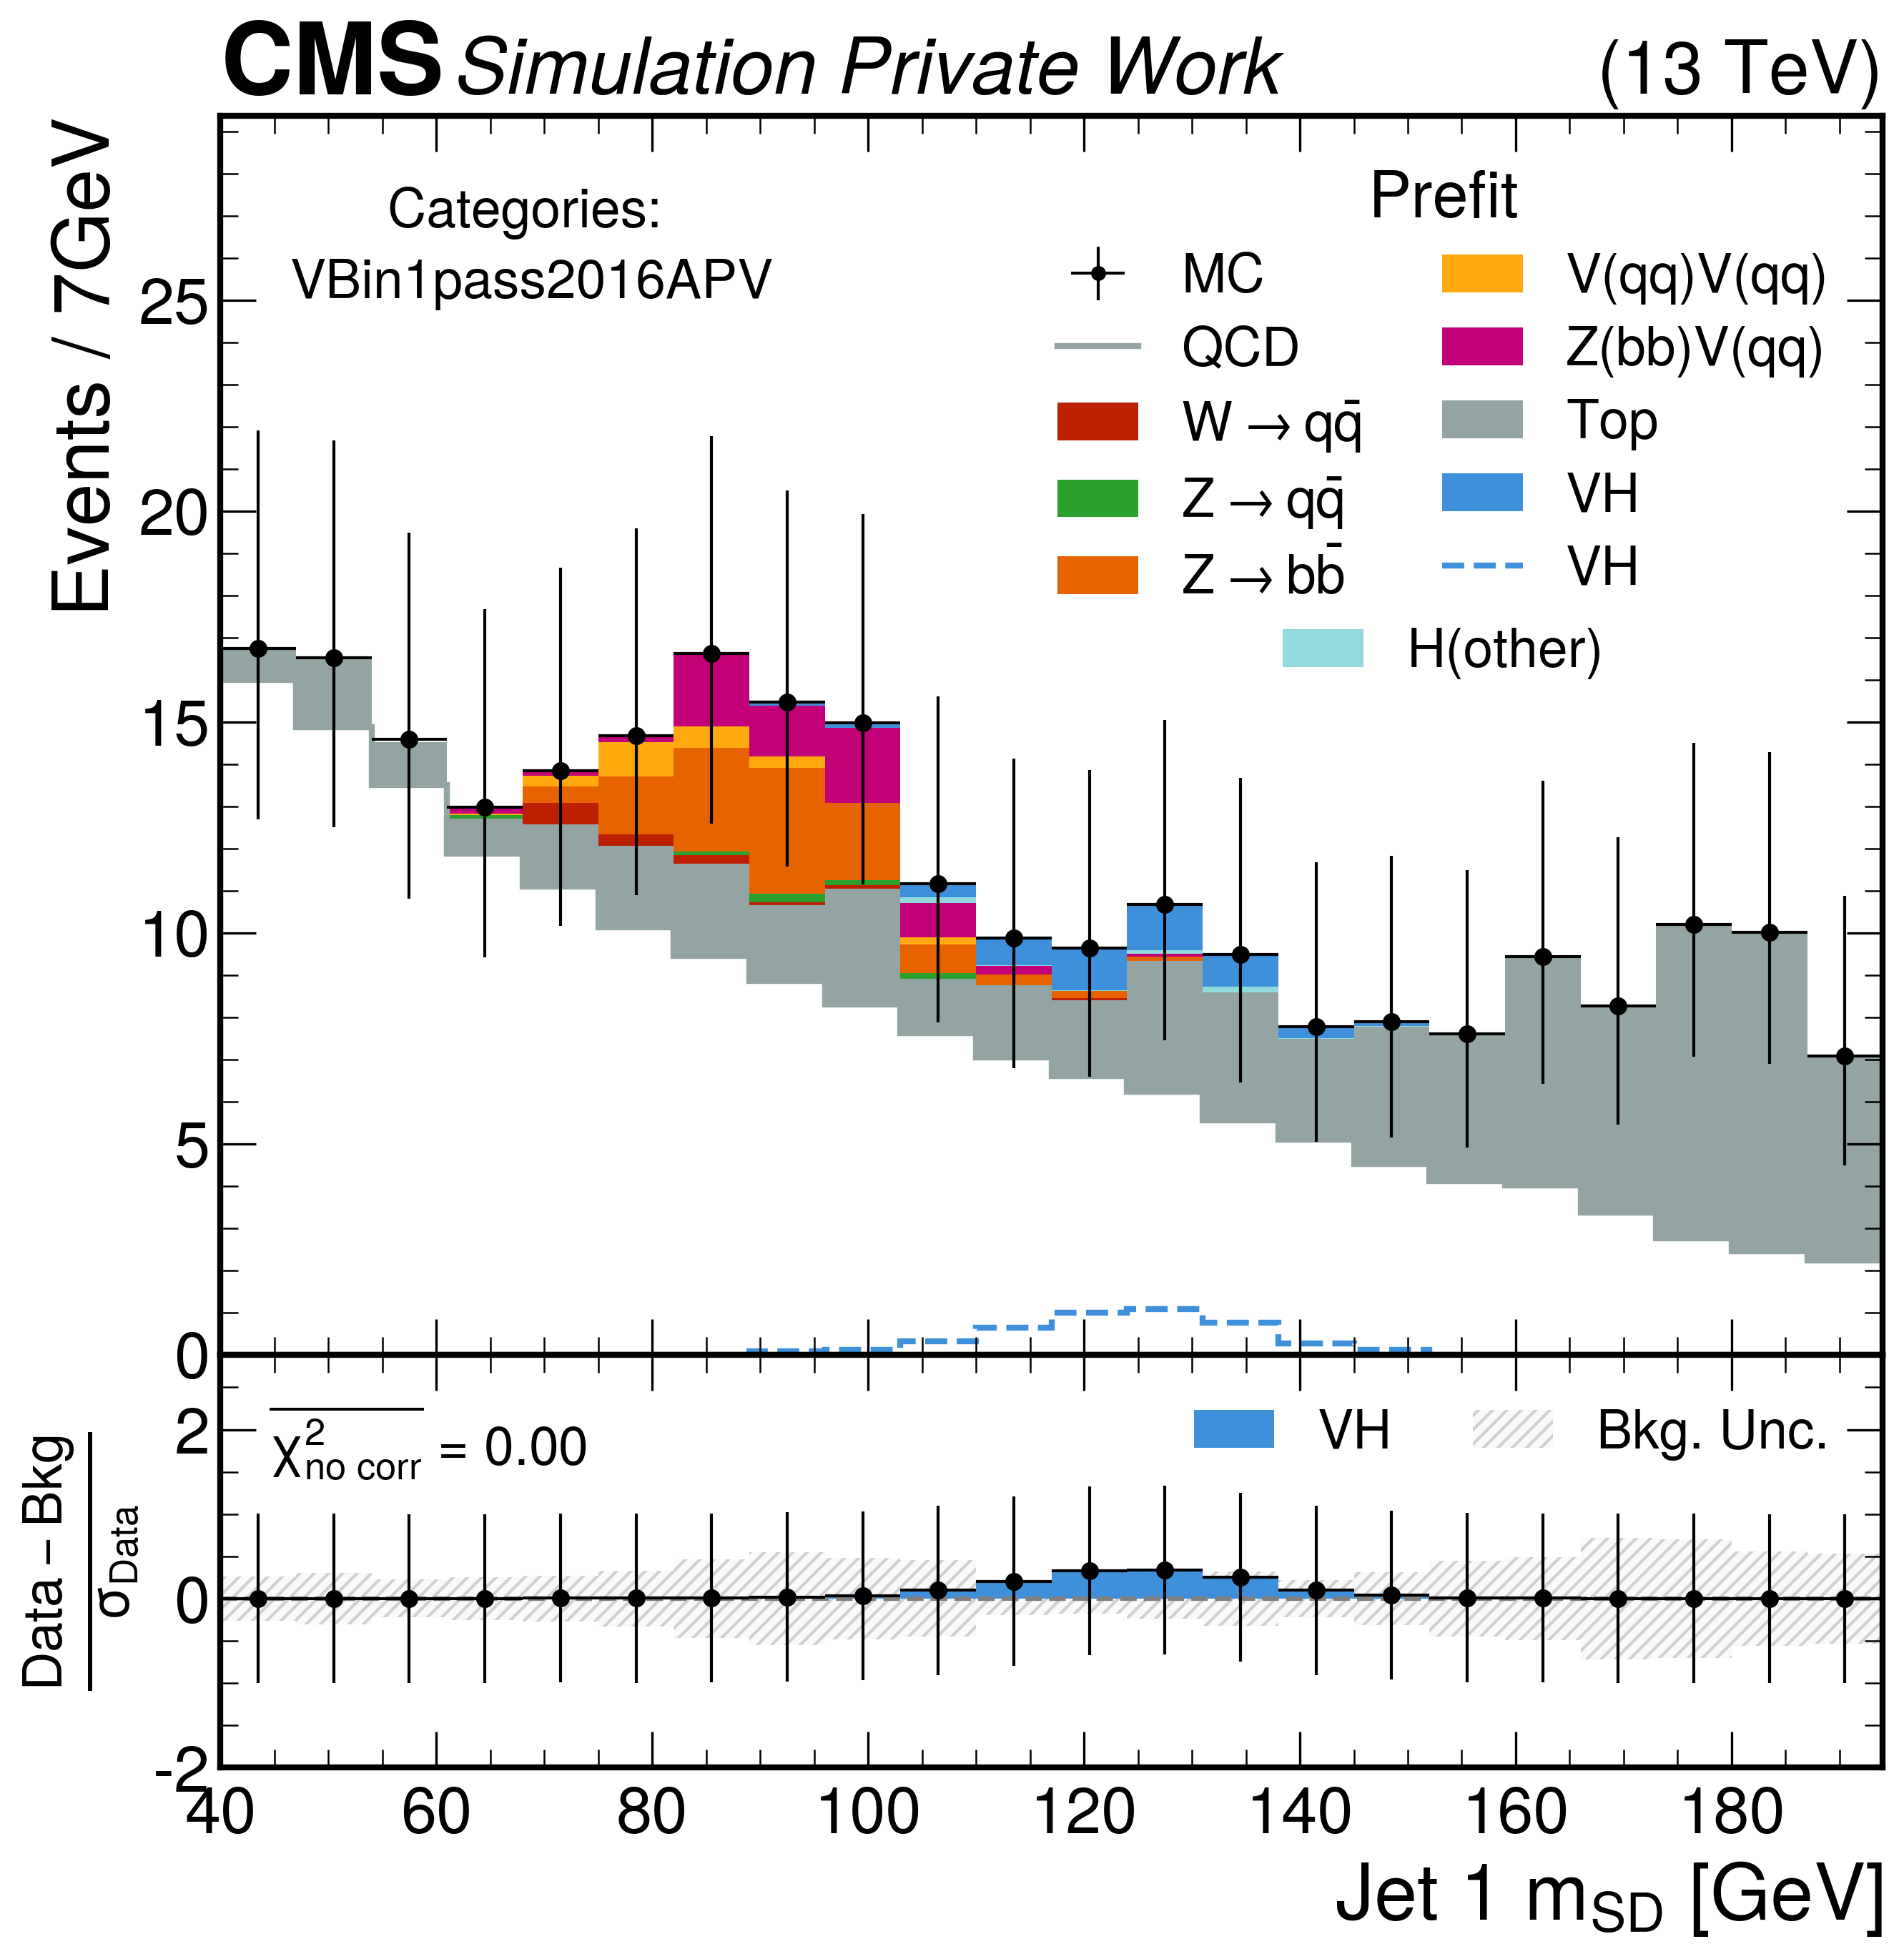 CMS Simulation Private Work (13 TeV)
Events / 7GeV
Categories:
VBin1pass2016APV
Prefit
MC
QCD
W → qq̄
Z → qq̄
Z → bb̄
V(qq)V(qq)
Z(bb)V(qq)
Top
VH
VH
H(other)
25
20
15
10
5
0
Data − Bkg
σData
χ²no corr = 0.00
VH
Bkg. Unc.
2
0
-2
40 60 80 100 120 140 160 180
Jet 1 mSD [GeV]